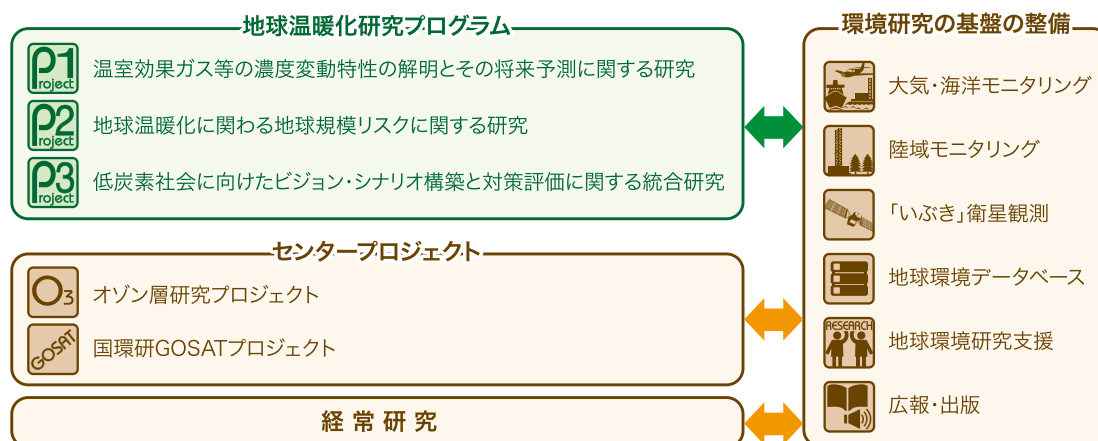 地球温暖化研究プログラム
P1
roject
温室効果ガス等の濃度変動特性の解明とその将来予測に関する研究
P2
roject
地球温暖化に関わる地球規模リスクに関する研究
P3
roject
低炭素社会に向けたビジョン・シナリオ構築と対策評価に関する統合研究
センタープロジェクト
O3
オゾン層研究プロジェクト
GOSAT
国環研GOSATプロジェクト
経常研究
環境研究の基盤の整備
大気・海洋モニタリング
陸域モニタリング
「いぶき」衛星観測
地球環境データベース
RESEARCH
地球環境研究支援
広報・出版